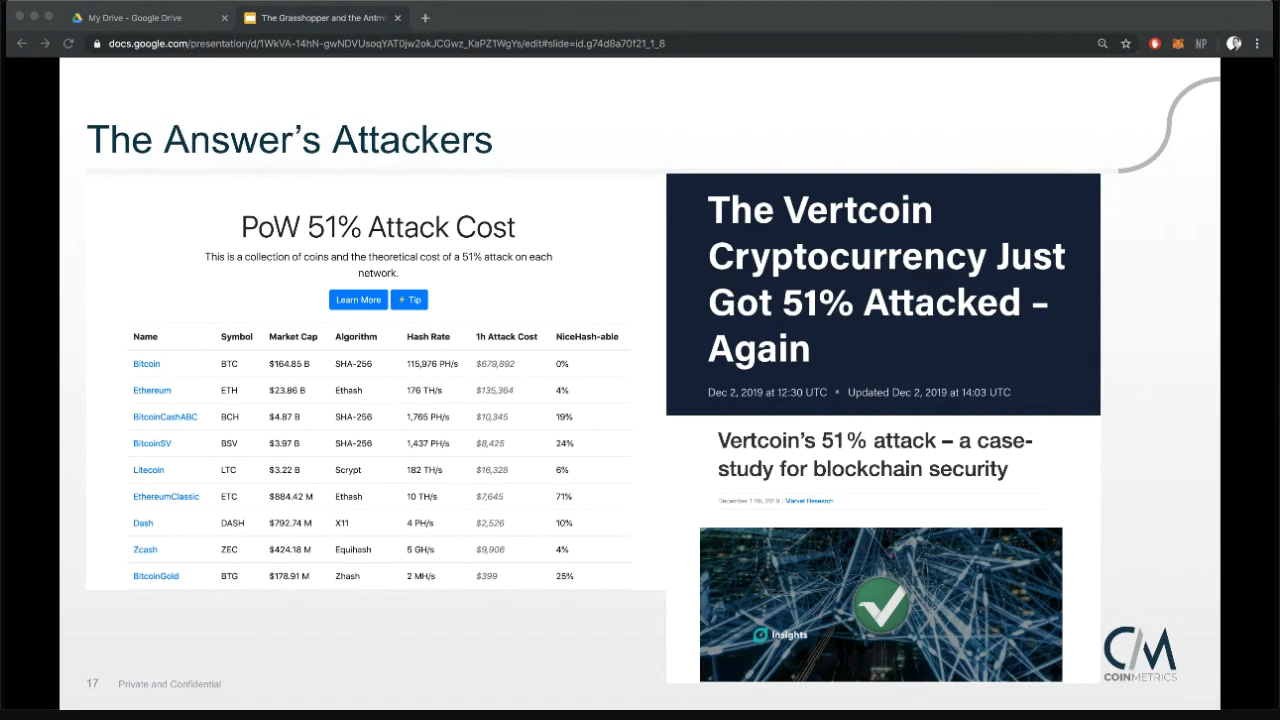 My Drive - Google Drive
The Grasshopper and the Antm
docs.google.com/presentation/d/1WkVA-14hN-gwNDVUsoqYAT0jw2okJCGwz_KaPZ1WgYs/edit#slide=id.g74d8a70f21_1_8
NP
The Answer's Attackers
PoW 51% Attack Cost
This is a collection of coins and the theoretical cost of a 51% attack on each
network.
Learn More
Tip
Name Symbol Market Cap Algorithm Hash Rate 1h Attack Cost NiceHash-able
Bitcoin BTC $164.85 B SHA-256 115,976 PH/s $679,892 0%
Ethereum ETH $23.86 B Ethash 176 TH/s $135,364 4%
BitcoinCashABC BCH $4.87 B SHA-256 1,765 PH/s $10,345 19%
BitcoinSV BSV $3.97 B SHA-256 1,437 PH/s $8,425 24%
Litecoin LTC $3.22 B Scrypt 182 TH/s $16,328 6%
EthereumClassic ETC $884.42 M Ethash 10 TH/s $7,645 71%
Dash DASH $792.74 M X11 4 PH/s $2,526 10%
Zcash ZEC $424.18 M Equihash 5 GH/s $9,906 4%
BitcoinGold BTG $178.91 M Zhash 2 MH/s $399 25%
The Vertcoin
Cryptocurrency Just
Got 51% Attacked –
Again
Dec 2, 2019 at 12:30 UTC • Updated Dec 2, 2019 at 14:03 UTC
Vertcoin's 51% attack – a case-
study for blockchain security
December 11th, 2019 | Market Research
Insights
CM
COINMETRICS
17 Private and Confidential